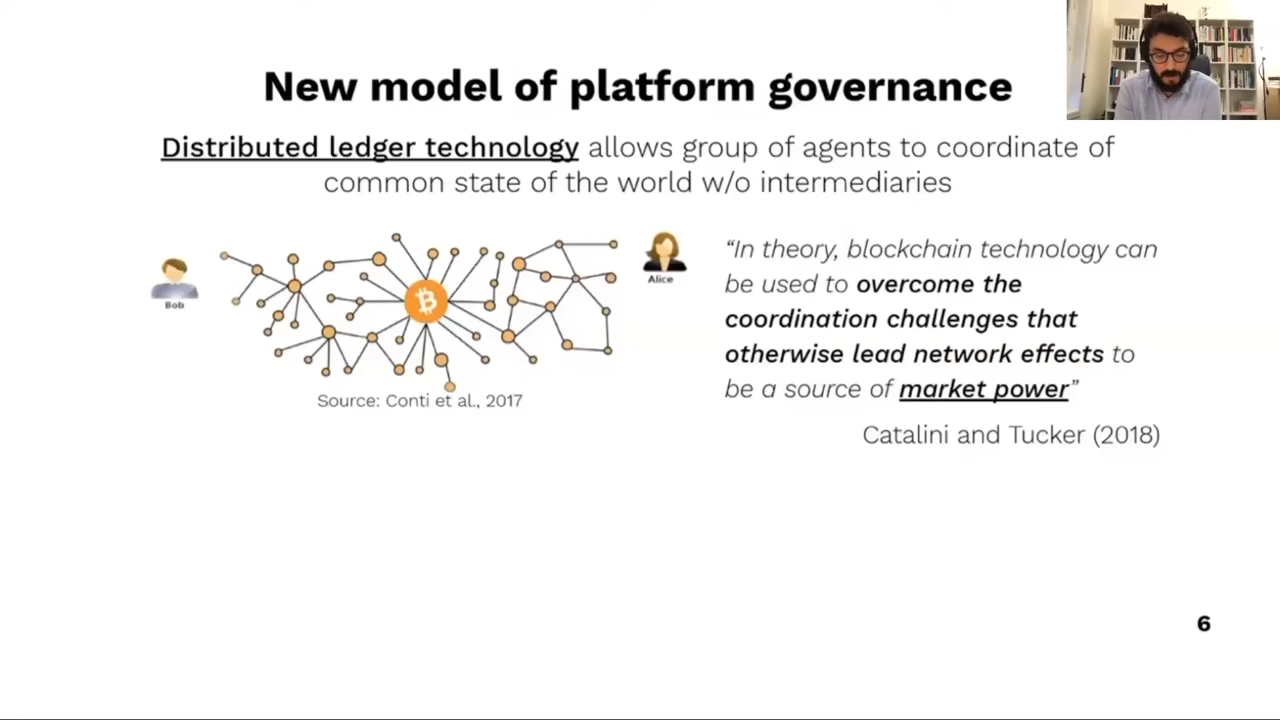 New model of platform governance
Distributed ledger technology allows group of agents to coordinate of
common state of the world w/o intermediaries
Bob
Alice
Source: Conti et al., 2017
“In theory, blockchain technology can
be used to overcome the
coordination challenges that
otherwise lead network effects to
be a source of market power”
Catalini and Tucker (2018)
6